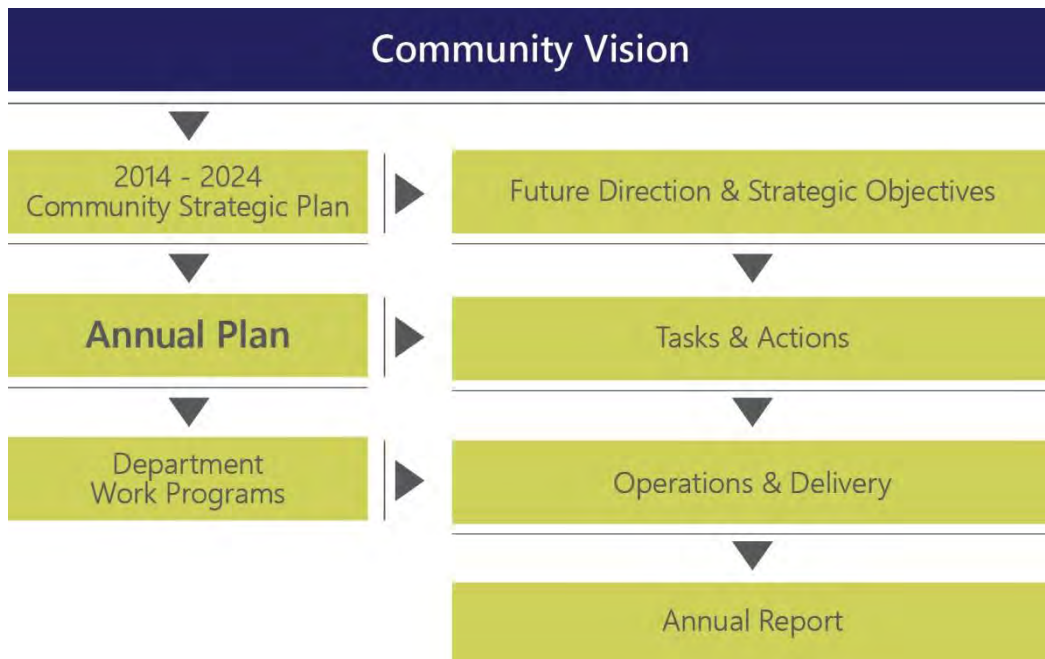 Community Vision
2014 - 2024
Community Strategic Plan
Future Direction & Strategic Objectives
Annual Plan
Tasks & Actions
Department
Work Programs
Operations & Delivery
Annual Report